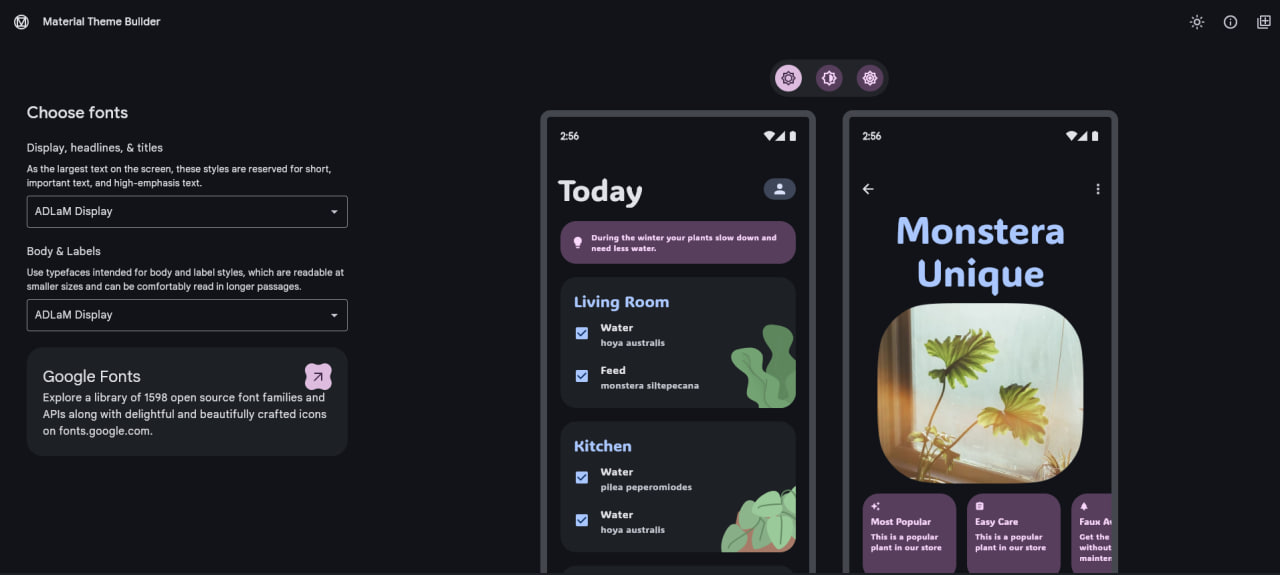 Material Theme Builder
Choose fonts
Display, headlines, & titles
As the largest text on the screen, these styles are reserved for short,
important text, and high-emphasis text.
ADLaM Display
Body & Labels
Use typefaces intended for body and label styles, which are readable at
smaller sizes and can be comfortably read in longer passages.
ADLaM Display
Google Fonts
Explore a library of 1598 open source font families and
APIs along with delightful and beautifully crafted icons
on fonts.google.com.
2:56
Today
During the winter your plants slow down and
need less water.
Living Room
Water
hoya australis
Feed
monstera siltepecana
Kitchen
Water
pilea peperomiodes
Water
hoya australis
2:56
Monstera
Unique
Most Popular
This is a popular
plant in our store
Easy Care
This is a popular
plant in our store
Faux
Get the
without